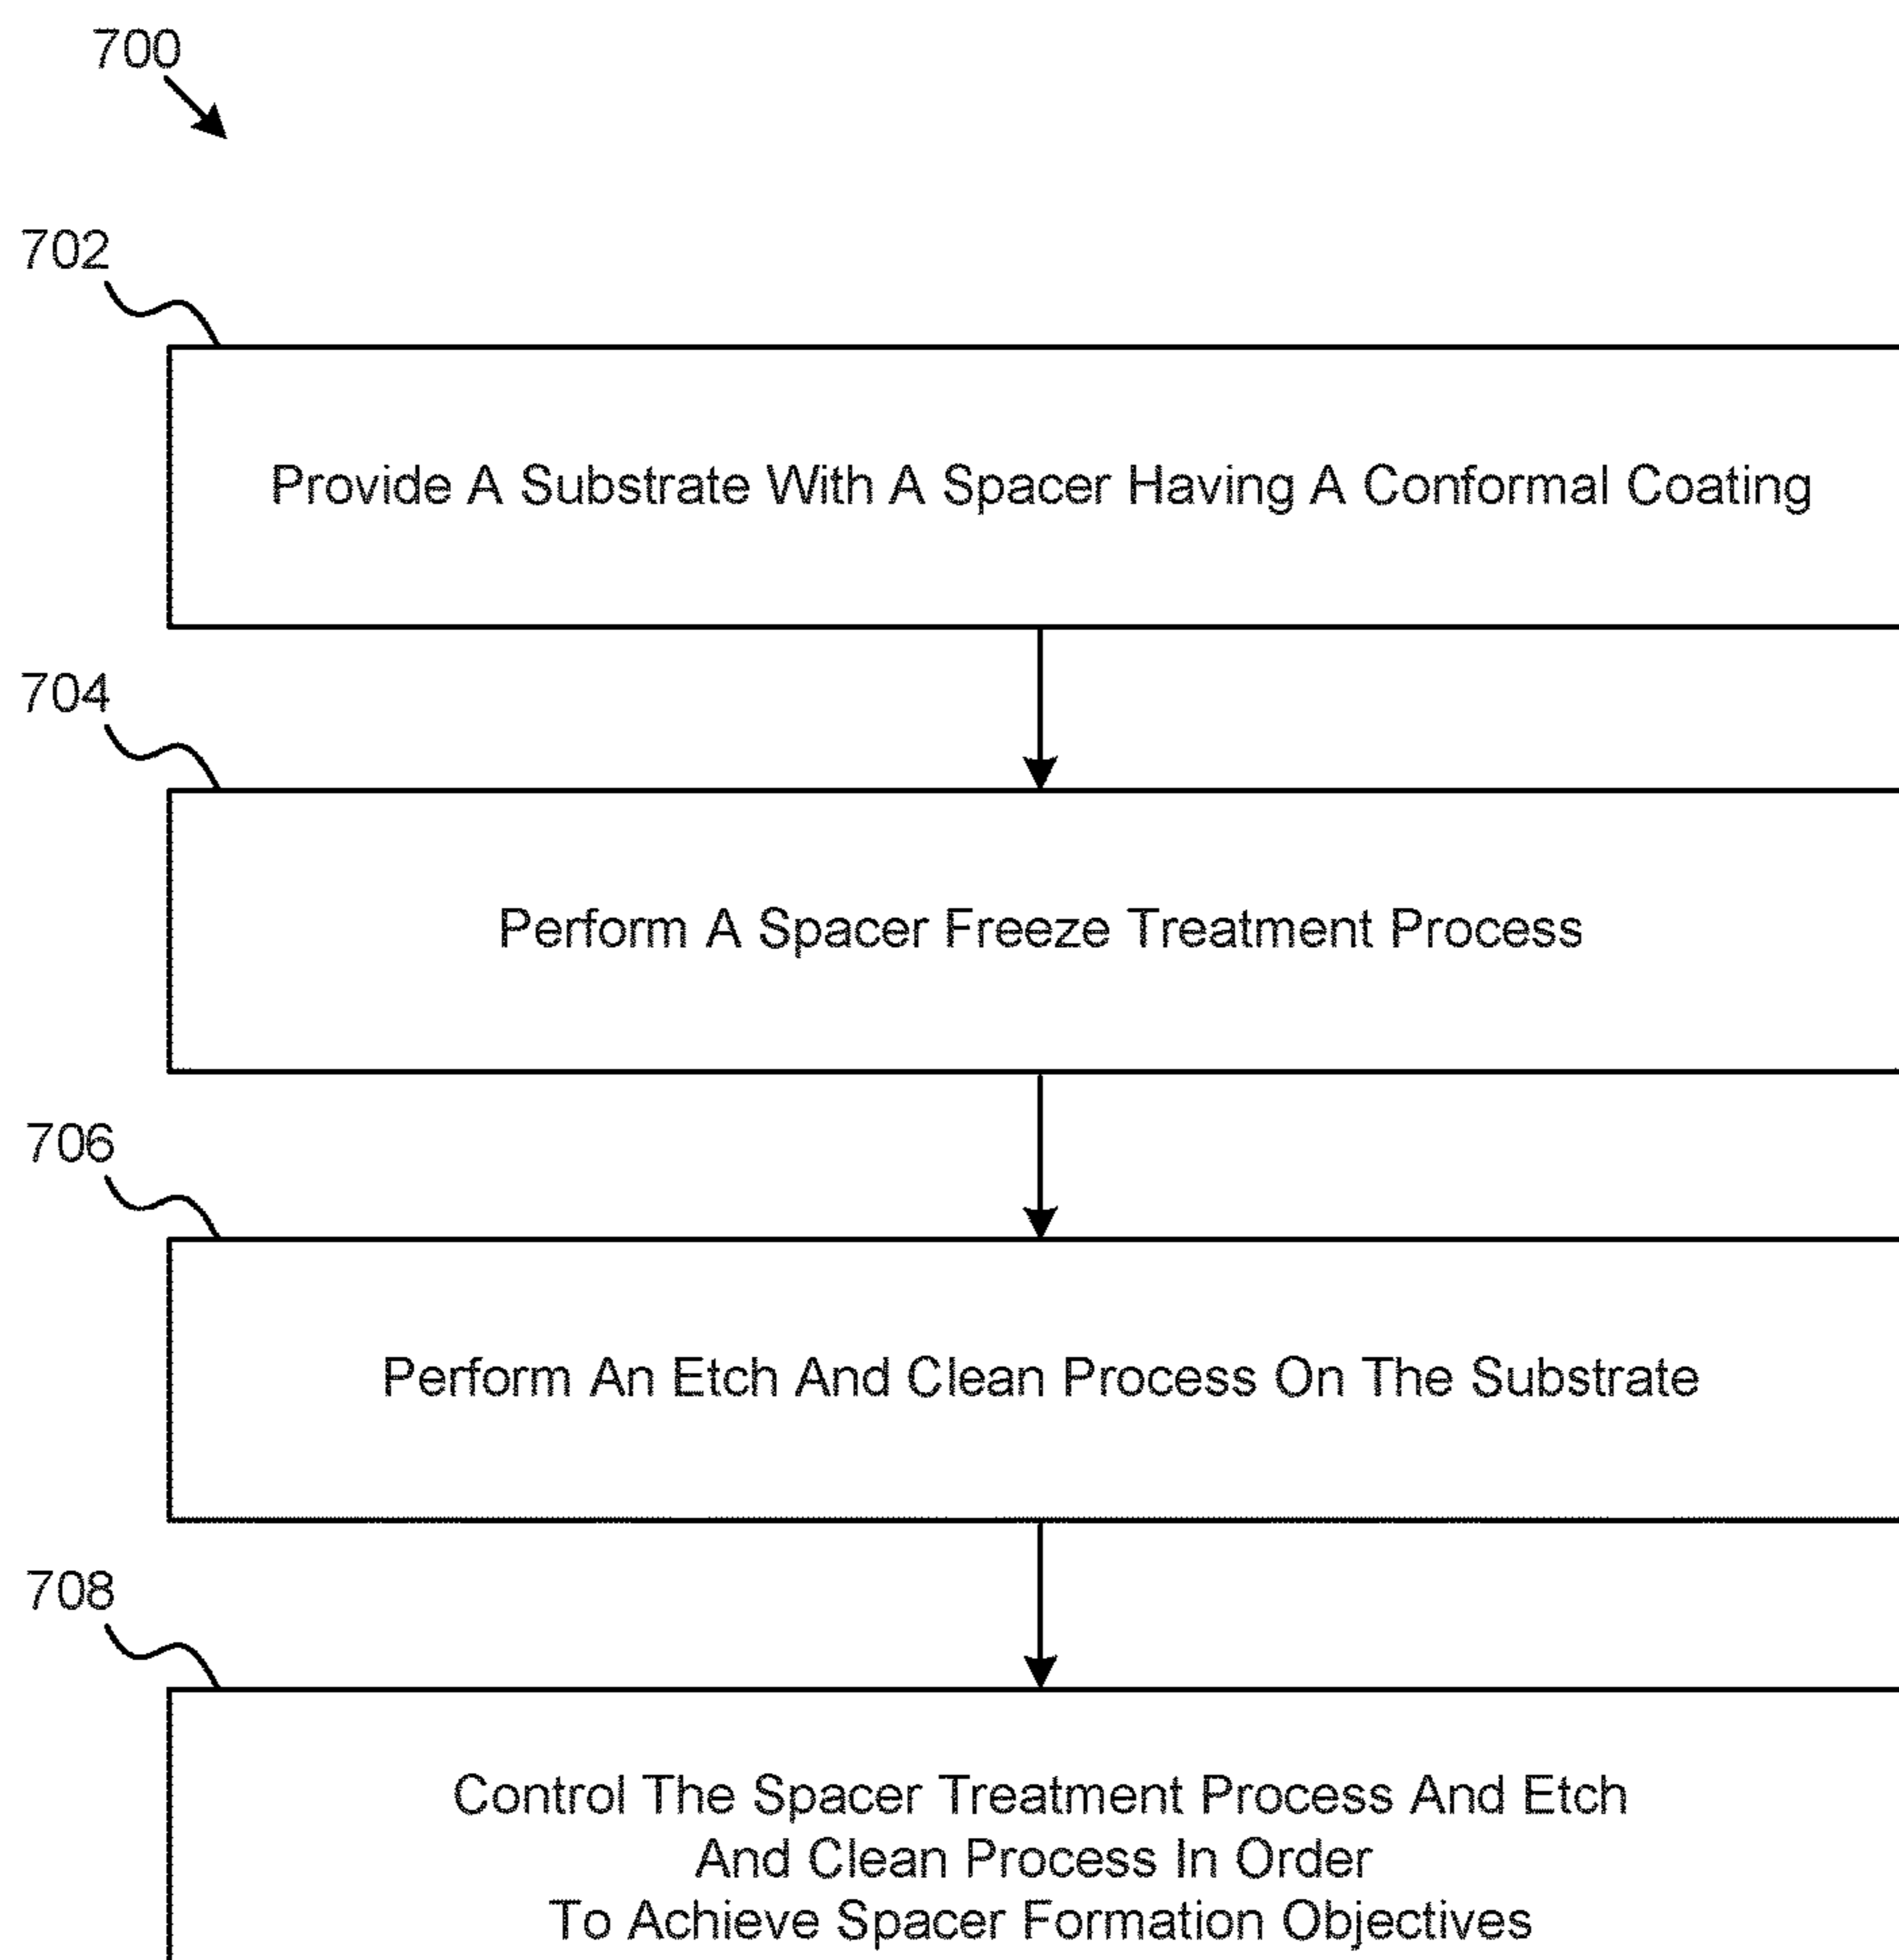 700
702
Provide A Substrate With A Spacer Having A Conformal Coating
704
Perform A Spacer Freeze Treatment Process
706
Perform An Etch And Clean Process On The Substrate
708
Control The Spacer Treatment Process And Etch
And Clean Process In Order
To Achieve Spacer Formation Objectives